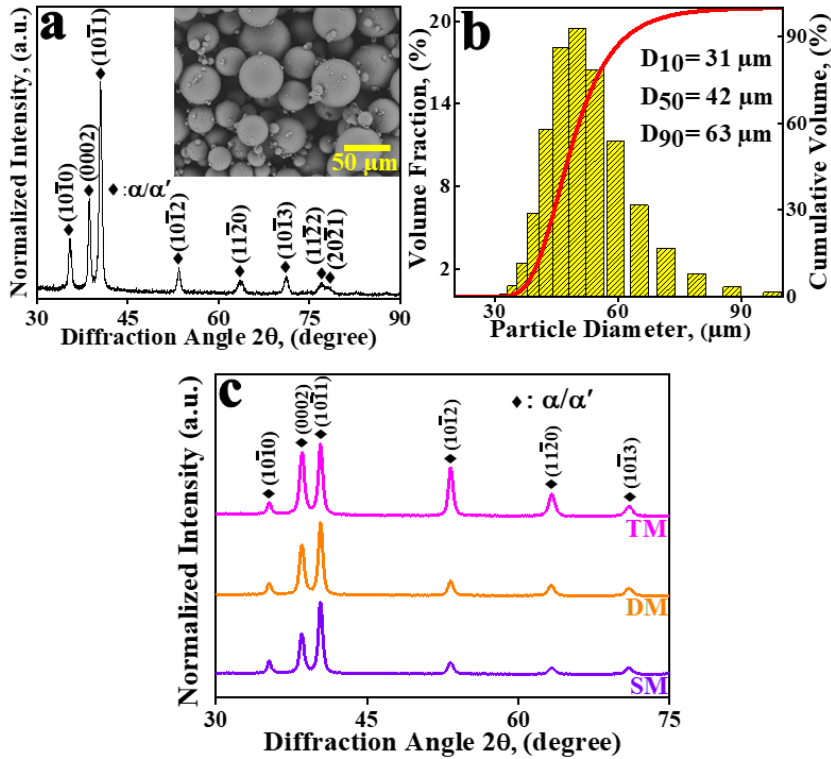 a
Normalized Intensity, (a.u.)
(101̅0)
(0002)
(101̅1)
♦:α/α′
(101̅2)
(112̅0)
(101̅3)
(112̅2)
(202̅1)
50 μm
30 45 60 75 90
Diffraction Angle 2θ, (degree)
b
Volume Fraction, (%)
20
14
8
2
D10= 31 μm
D50= 42 μm
D90= 63 μm
90
60
30
0
Cumulative Volume, (%)
30 60 90
Particle Diameter, (μm)
c
Normalized Intensity (a.u.)
♦(101̅0)
♦(0002)
♦(101̅1)
♦: α/α′
♦(101̅2)
♦(112̅0)
♦(101̅3)
TM
DM
SM
30 45 60 75
Diffraction Angle 2θ, (degree)